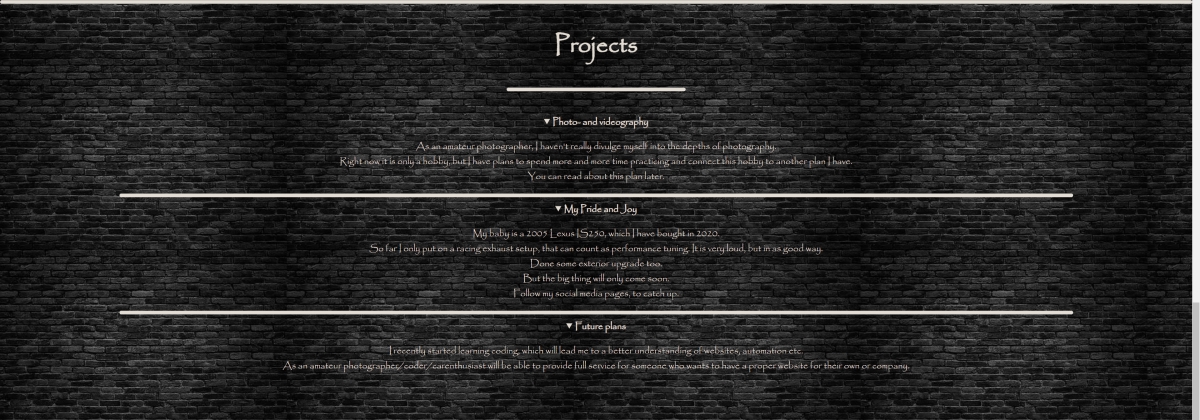 Projects
▼ Photo- and videography
As an amateur photographer, I haven't really divulge myself into the depths of photography.
Right now it is only a hobby, but I have plans to spend more and more time practicing and connect this hobby to another plan I have.
You can read about this plan later.
▼ My Pride and Joy
My baby is a 2005 Lexus IS250, which I have bought in 2020.
So far I only put on a racing exhaust setup, that can count as performance tuning. It is very loud, but in as good way.
Done some exterior upgrade too.
But the big thing will only come soon.
Follow my social media pages, to catch up.
▼ Future plans
I recently started learning coding, which will lead me to a better understanding of websites, automation etc.
As an amateur photographer/coder/carenthusiast will be able to provide full service for someone who wants to have a proper website for their own or company.